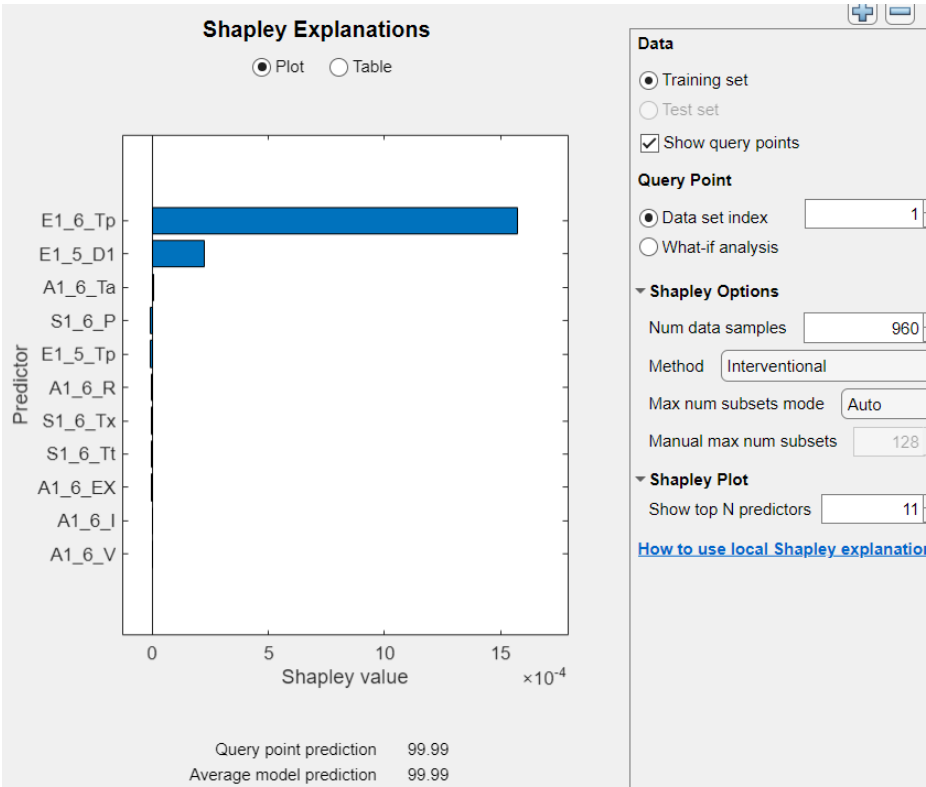 Shapley Explanations
Plot Table
E1_6_Tp
E1_5_D1
A1_6_Ta
S1_6_P
E1_5_Tp
A1_6_R
S1_6_Tx
S1_6_Tt
A1_6_EX
A1_6_I
A1_6_V
Predictor
0 5 10 15
Shapley value ×10-4
Query point prediction 99.99
Average model prediction 99.99
Data
Training set
Test set
Show query points
Query Point
Data set index 1
What-if analysis
Shapley Options
Num data samples 960
Method Interventional
Max num subsets mode Auto
Manual max num subsets 128
Shapley Plot
Show top N predictors 11
How to use local Shapley explanation